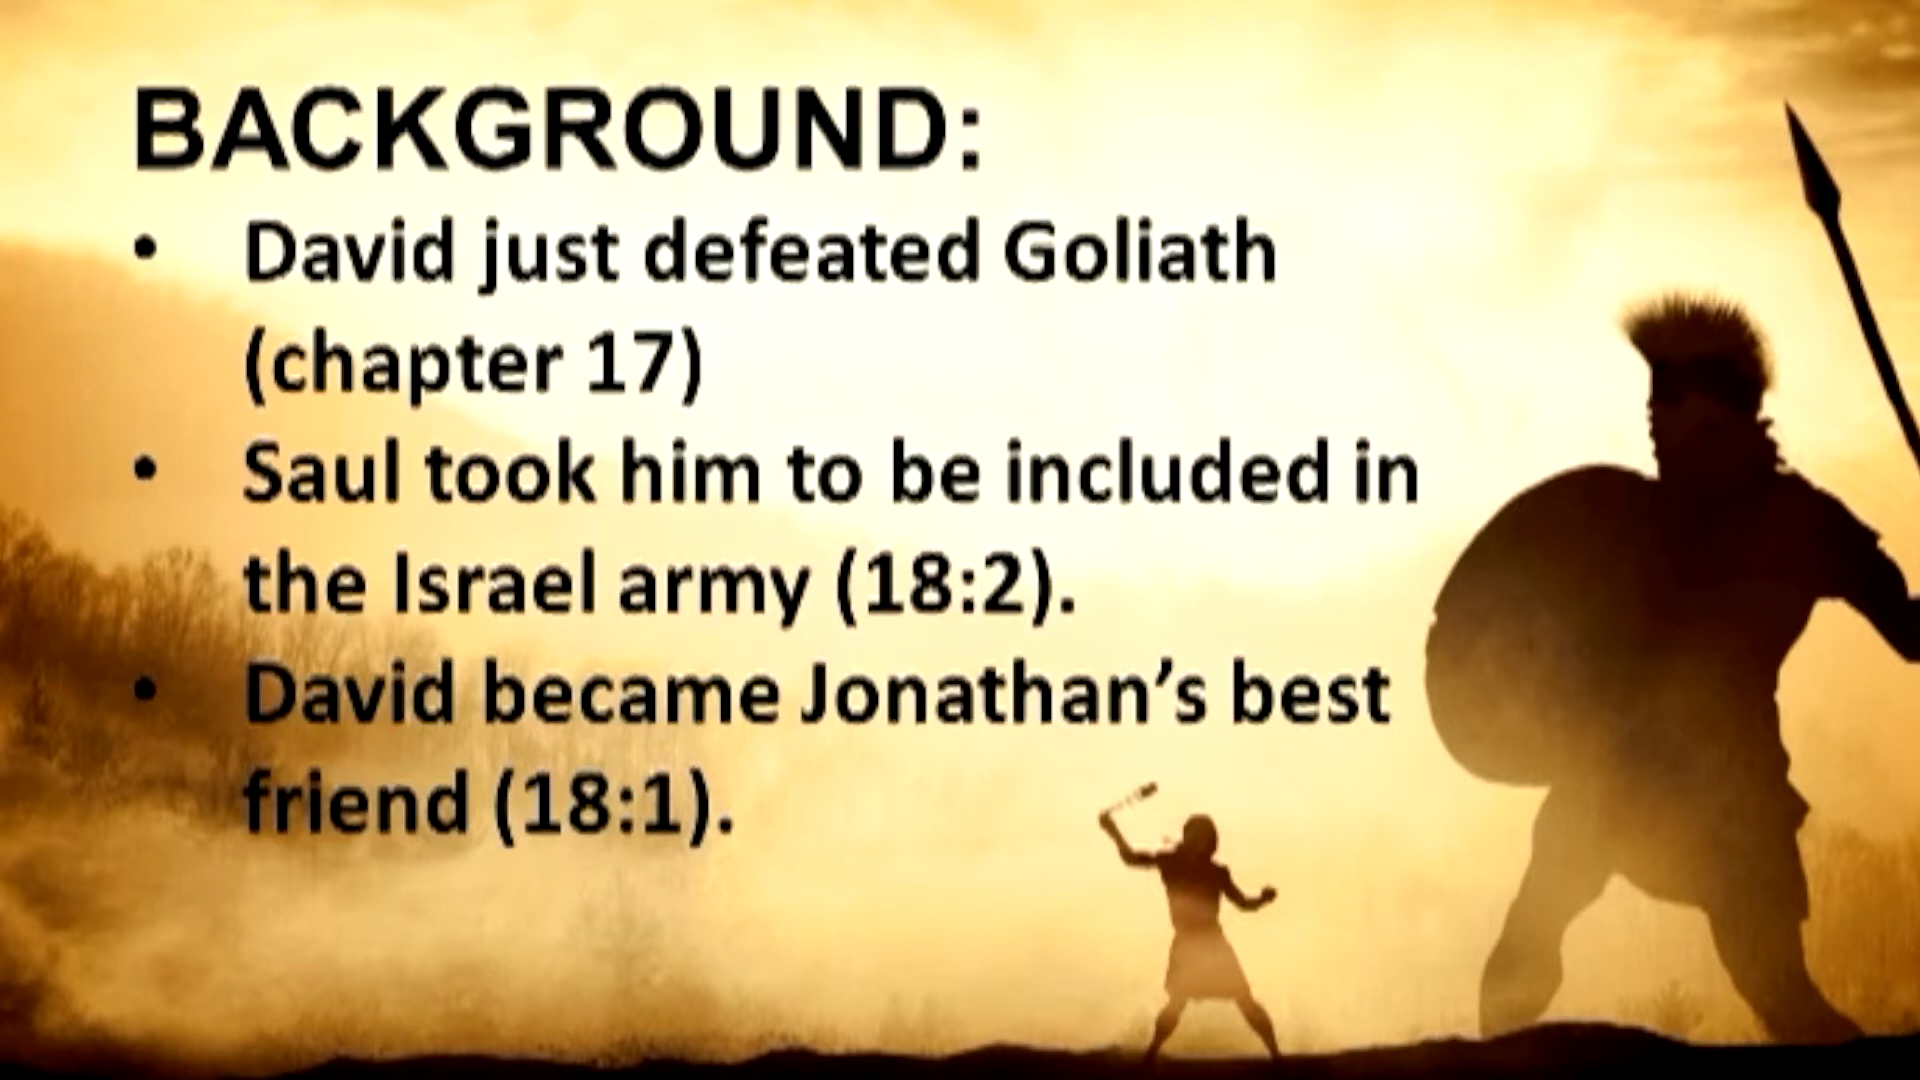 BACKGROUND:
• David just defeated Goliath
(chapter 17)
• Saul took him to be included in
the Israel army (18:2).
• David became Jonathan’s best
friend (18:1).